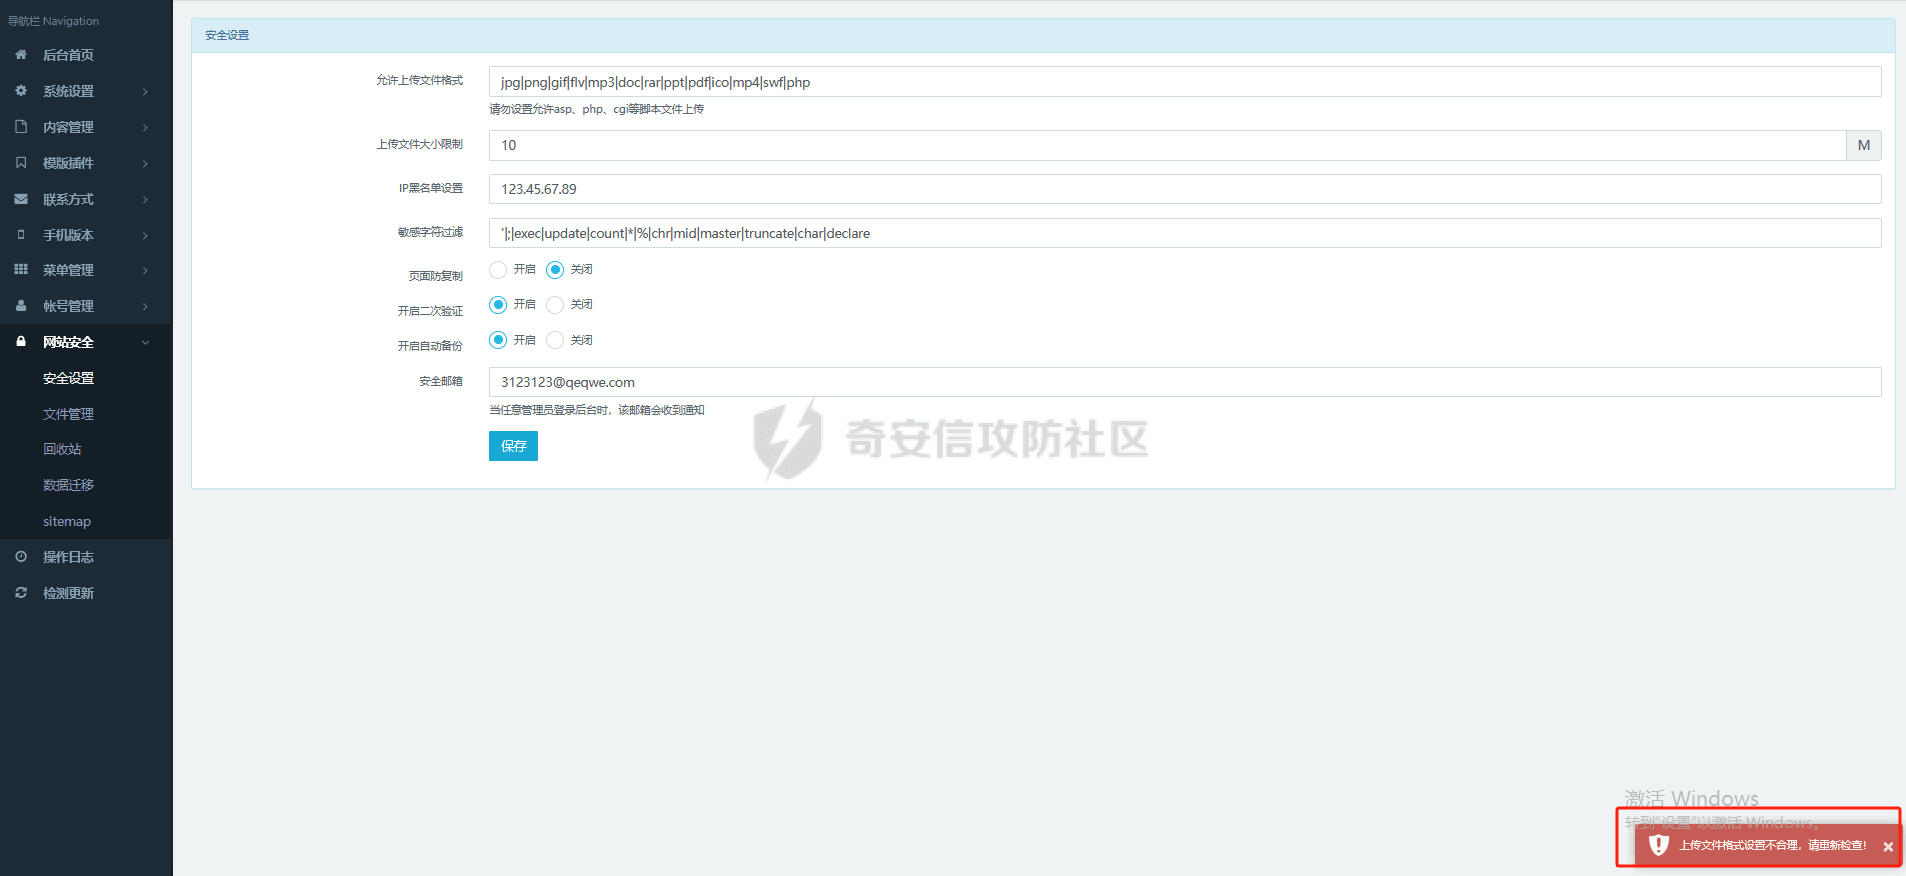 导航栏 Navigation
后台首页
系统设置
内容管理
模版插件
联系方式
手机版本
菜单管理
帐号管理
网站安全
安全设置
文件管理
回收站
数据迁移
sitemap
操作日志
检测更新
安全设置
允许上传文件格式
jpg|png|gif|flv|mp3|doc|rar|ppt|pdf|ico|mp4|swf|php
请勿设置允许asp、php、cgi等脚本文件上传
上传文件大小限制
10
M
IP黑名单设置
123.45.67.89
敏感字符过滤
'|;|exec|update|count|*|%|chr|mid|master|truncate|char|declare
页面防复制
开启 关闭
开启二次验证
开启 关闭
开启自动备份
开启 关闭
安全邮箱
3123123@qeqwe.com
当任意管理员登录后台时，该邮箱会收到通知
保存
奇安信攻防社区
激活 Windows
转到"设置"以激活 Windows。
上传文件格式设置不合理，请重新检查!